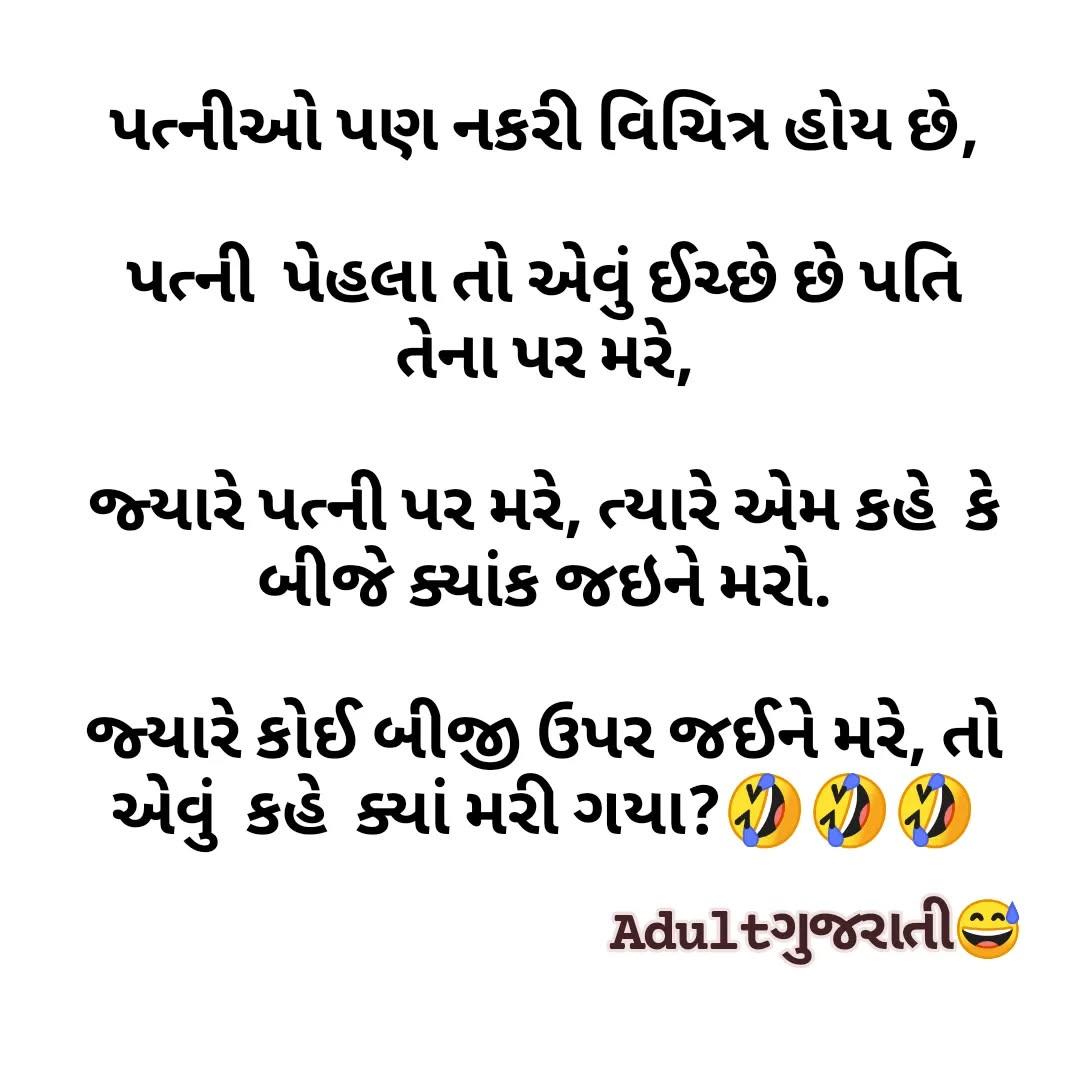 પત્નીઓ પણ નકરી વિચિત્ર હોય છે,
પત્ની પેહલા તો એવું ઈચ્છે છે પતિ
તેના પર મરે,
જ્યારે પત્ની પર મરે, ત્યારે એમ કહે કે
બીજે ક્યાંક જઇને મરો.
જ્યારે કોઈ બીજી ઉપર જઈને મરે, તો
એવું કહે ક્યાં મરી ગયા?🤣🤣🤣
Adultગુજરાતી😅